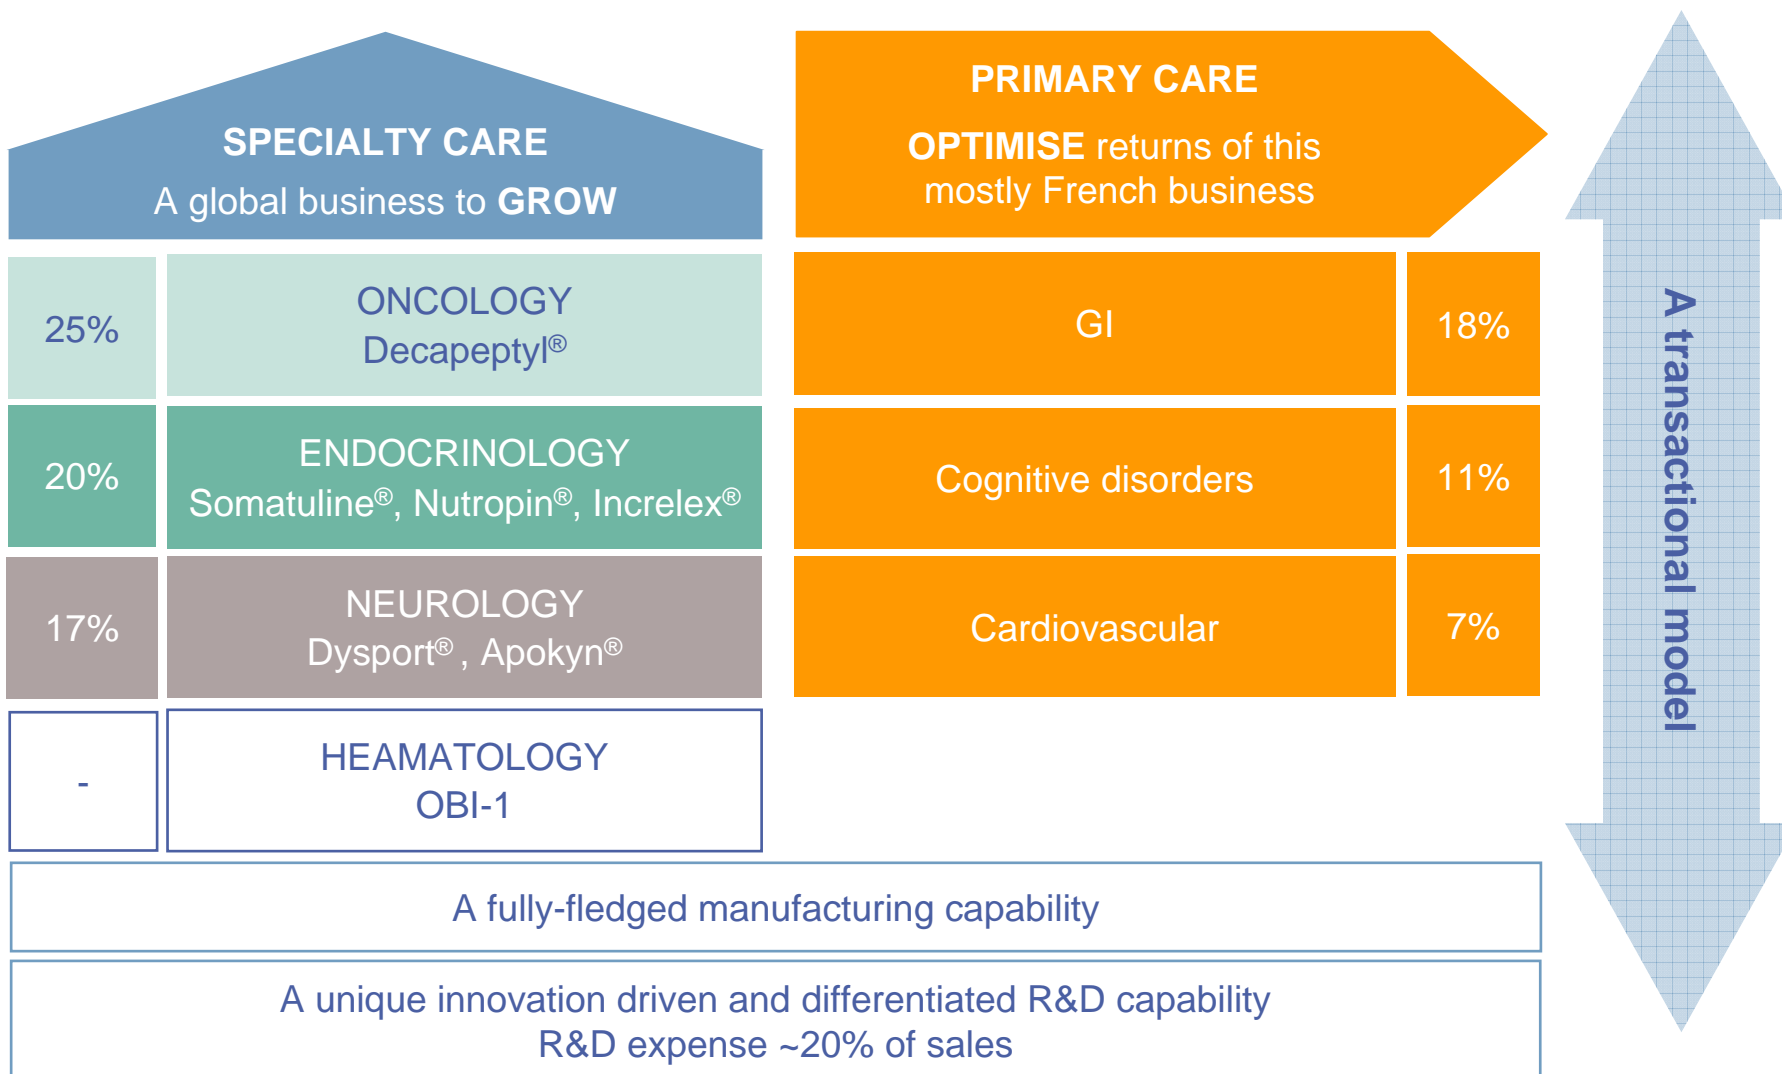 SPECIALTY CARE
A global business to GROW
PRIMARY CARE
OPTIMISE returns of this
mostly French business
25%
ONCOLOGY
Decapeptyl®
GI
18%
20%
ENDOCRINOLOGY
Somatuline®, Nutropin®, Increlex®
Cognitive disorders
11%
17%
NEUROLOGY
Dysport® , Apokyn®
Cardiovascular
7%
-
HEAMATOLOGY
OBI-1
A fully-fledged manufacturing capability
A unique innovation driven and differentiated R&D capability
R&D expense ~20% of sales
A transactional model